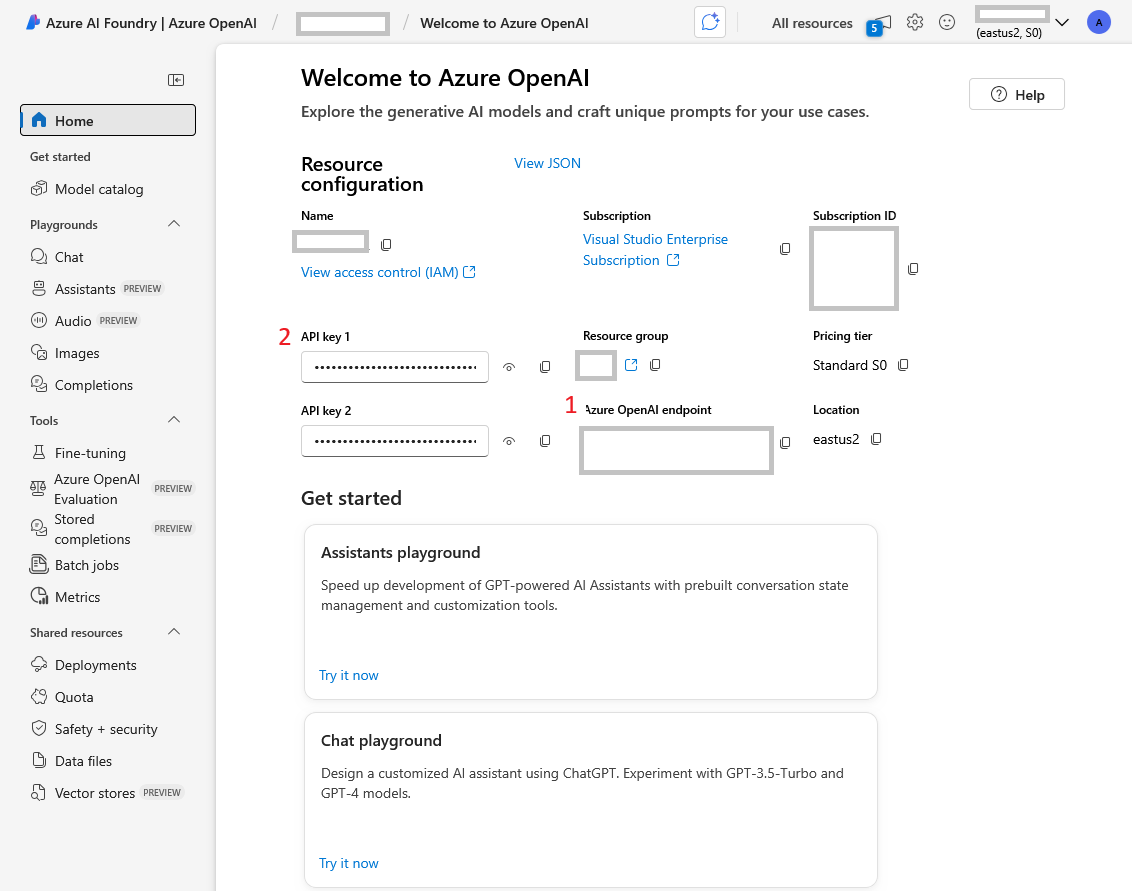 Azure AI Foundry | Azure OpenAI / / Welcome to Azure OpenAI All resources 5 (eastus2, S0) A
Home
Get started
Model catalog
Playgrounds
Chat
Assistants PREVIEW
Audio PREVIEW
Images
Completions
Tools
Fine-tuning
Azure OpenAI
Evaluation PREVIEW
Stored
completions PREVIEW
Batch jobs
Metrics
Shared resources
Deployments
Quota
Safety + security
Data files
Vector stores PREVIEW
Welcome to Azure OpenAI
Explore the generative AI models and craft unique prompts for your use cases.
Help
Resource
configuration
View JSON
Name
View access control (IAM)
Subscription
Visual Studio Enterprise
Subscription
Subscription ID
2 API key 1
Resource group
Pricing tier
Standard S0
API key 2
1 Azure OpenAI endpoint
Location
eastus2
Get started
Assistants playground
Speed up development of GPT-powered AI Assistants with prebuilt conversation state
management and customization tools.
Try it now
Chat playground
Design a customized AI assistant using ChatGPT. Experiment with GPT-3.5-Turbo and
GPT-4 models.
Try it now